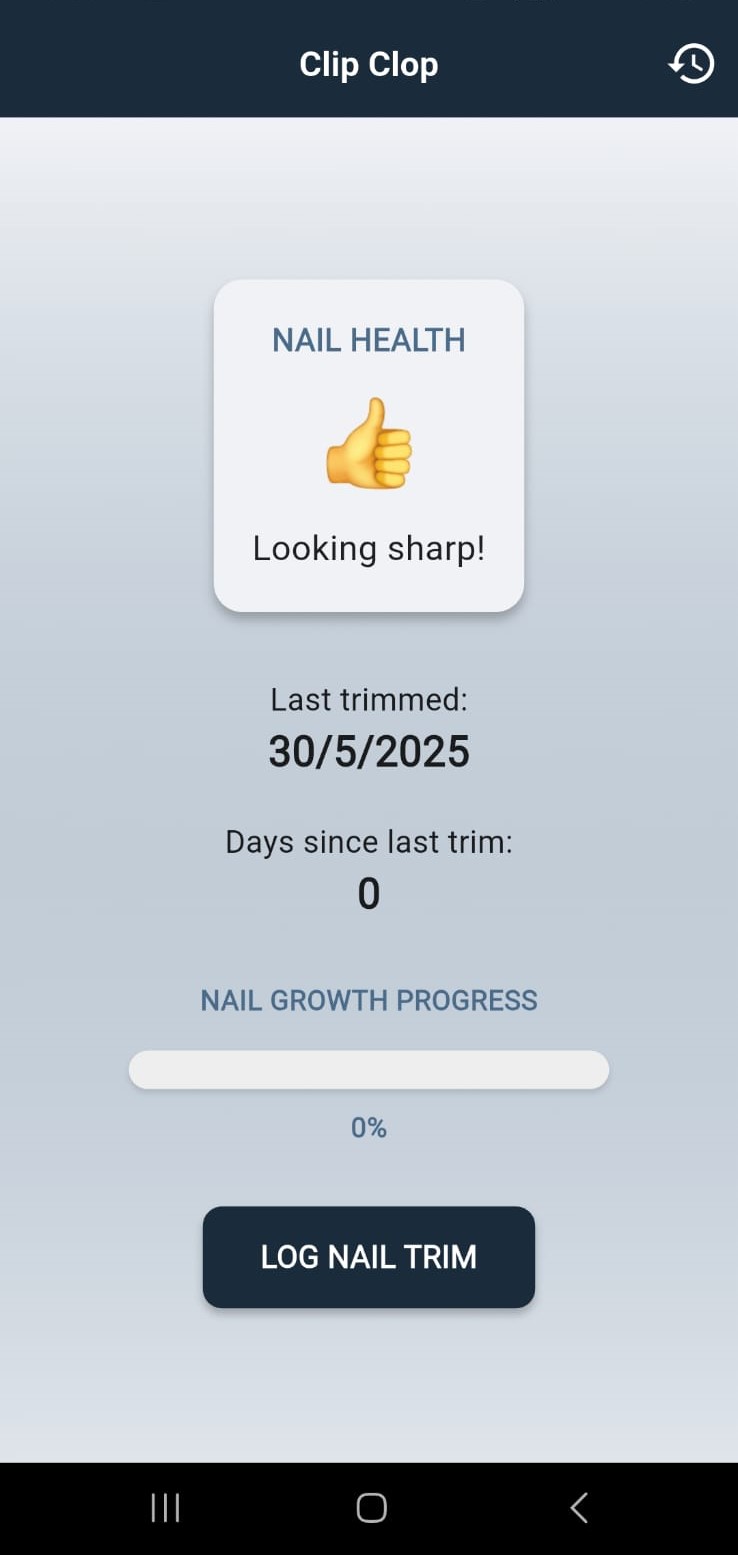 Clip Clop
NAIL HEALTH
Looking sharp!
Last trimmed:
30/5/2025
Days since last trim:
0
NAIL GROWTH PROGRESS
0%
LOG NAIL TRIM